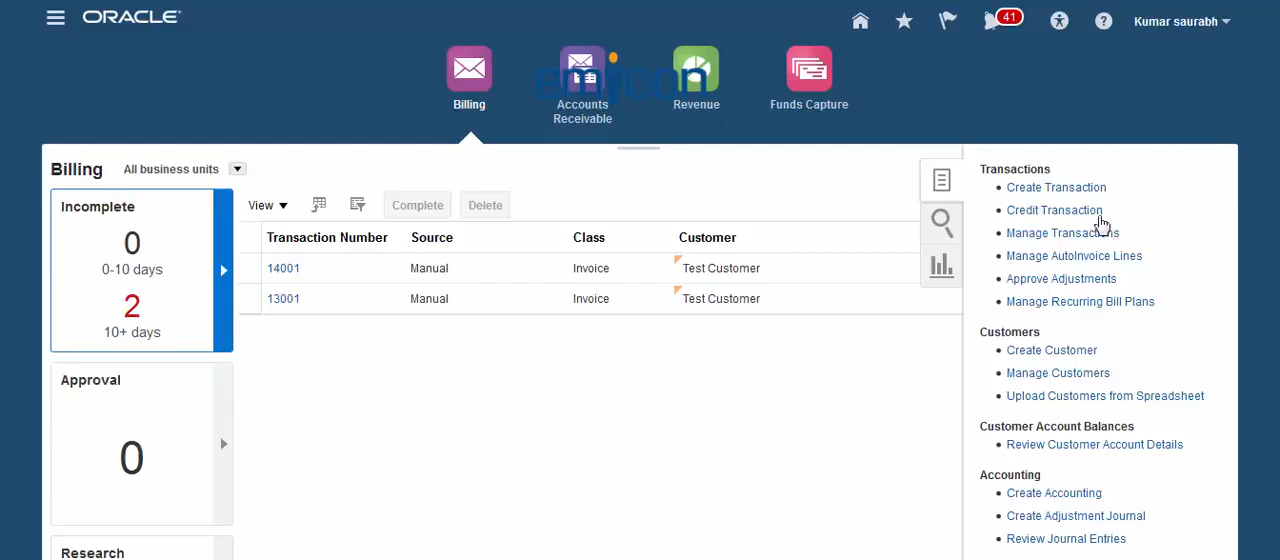 ORACLE
41
Kumar saurabh
emicon
Billing
Accounts Receivable
Revenue
Funds Capture
Billing
All business units
Incomplete
0
0-10 days
2
10+ days
Approval
0
Research
View
Complete
Delete
Transaction Number Source Class Customer
14001 Manual Invoice Test Customer
13001 Manual Invoice Test Customer
Transactions
Create Transaction
Credit Transaction
Manage Transactions
Manage AutoInvoice Lines
Approve Adjustments
Manage Recurring Bill Plans
Customers
Create Customer
Manage Customers
Upload Customers from Spreadsheet
Customer Account Balances
Review Customer Account Details
Accounting
Create Accounting
Create Adjustment Journal
Review Journal Entries